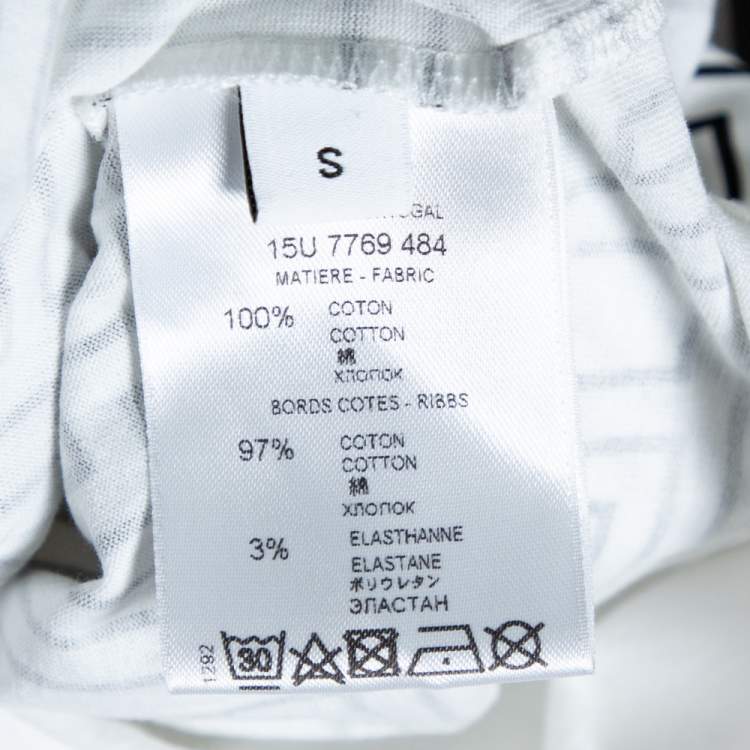 S
15U 7769 484
MATIERE - FABRIC
100% COTON
COTTON
綿
ХЛОПОК
BORDS COTES - RIBBS
97% COTON
COTTON
綿
ХЛОПОК
3% ELASTHANNE
ELASTANE
ポリウレタン
ЭЛАСТАН
1292
30